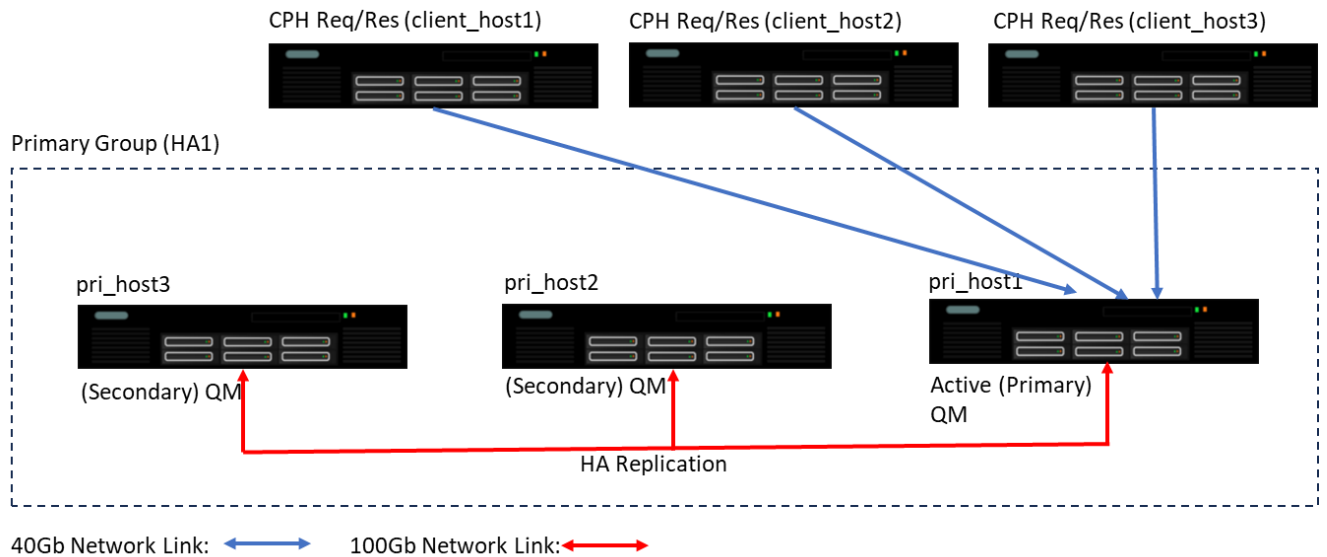 CPH Req/Res (client_host1)
CPH Req/Res (client_host2)
CPH Req/Res (client_host3)
Primary Group (HA1)
pri_host3
pri_host2
pri_host1
(Secondary) QM
(Secondary) QM
Active (Primary)
QM
HA Replication
40Gb Network Link:
100Gb Network Link: